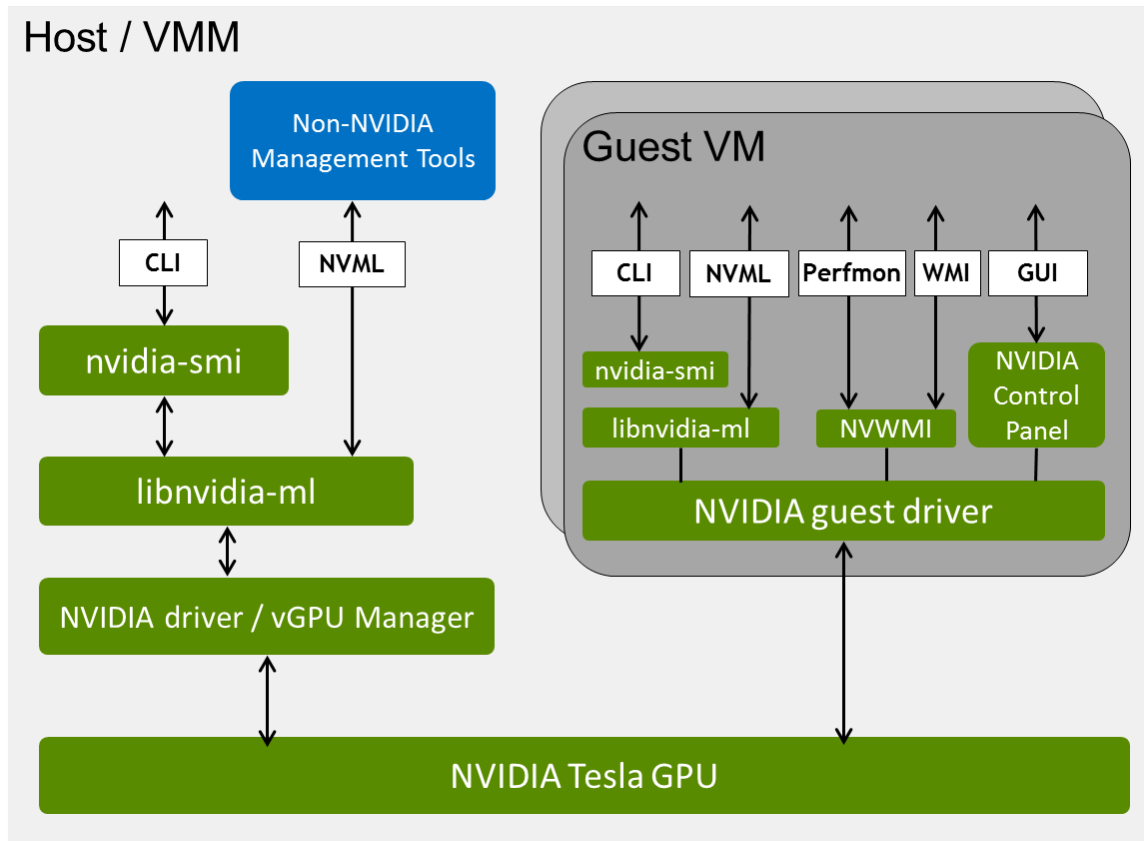 Host / VMM
Non-NVIDIA
Management Tools
CLI
NVML
nvidia-smi
libnvidia-ml
NVIDIA driver / vGPU Manager
Guest VM
CLI
NVML
Perfmon
WMI
GUI
nvidia-smi
libnvidia-ml
NVWMI
NVIDIA
Control
Panel
NVIDIA guest driver
NVIDIA Tesla GPU